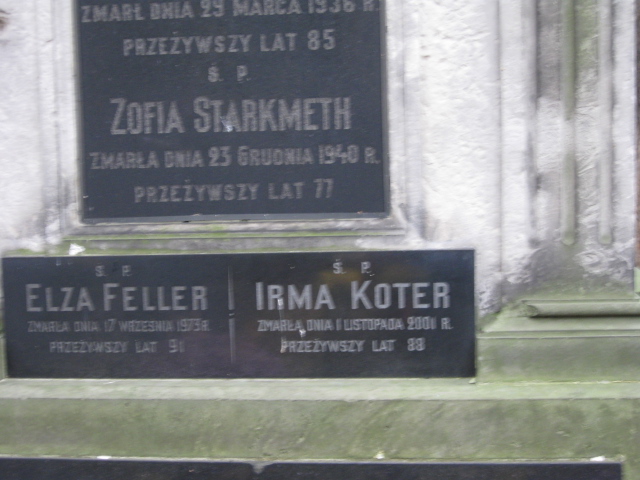 ZMARŁ DNIA 29 MARCA 1936 R.
PRZEŻYWSZY LAT 85
Ś. P.
ZOFIA STARKMETH
ZMARŁA DNIA 23 GRUDNIA 1940 R.
PRZEŻYWSZY LAT 77
Ś. P.
ELZA FELLER
ZMARŁA DNIA 17 WRZEŚNIA 1973 R.
PRZEŻYWSZY LAT 91
Ś. P.
IRMA KOTER
ZMARŁA DNIA 1 LISTOPADA 2001 R.
PRZEŻYWSZY LAT 88